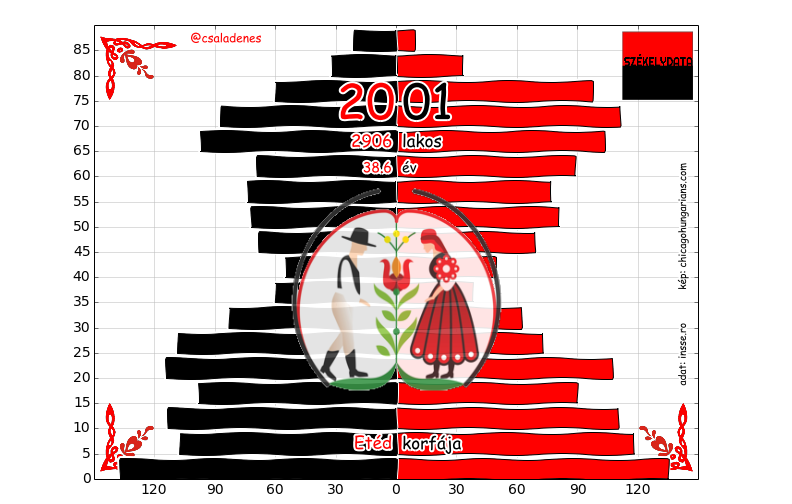 @csaladenes
SZÉKELYDATA
2001
2906 lakos
38.6 év
kép: chicagohungarians.com
adat: insse.ro
Etéd korfája
85
80
75
70
65
60
55
50
45
40
35
30
25
20
15
10
5
0
120 90 60 30 0 30 60 90 120